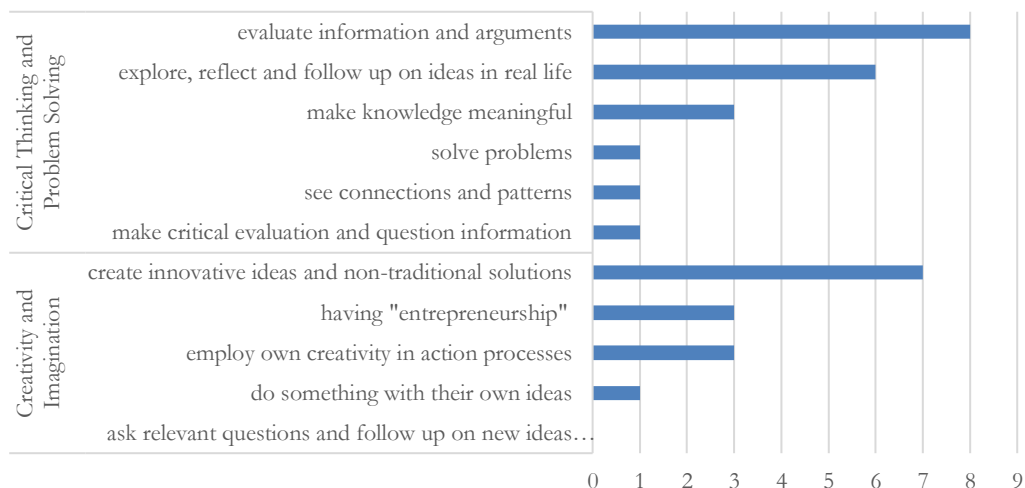 Critical Thinking and
Problem Solving
evaluate information and arguments
explore, reflect and follow up on ideas in real life
make knowledge meaningful
solve problems
see connections and patterns
make critical evaluation and question information
Creativity and
Imagination
create innovative ideas and non-traditional solutions
having "entrepreneurship"
employ own creativity in action processes
do something with their own ideas
ask relevant questions and follow up on new ideas…
0 1 2 3 4 5 6 7 8 9